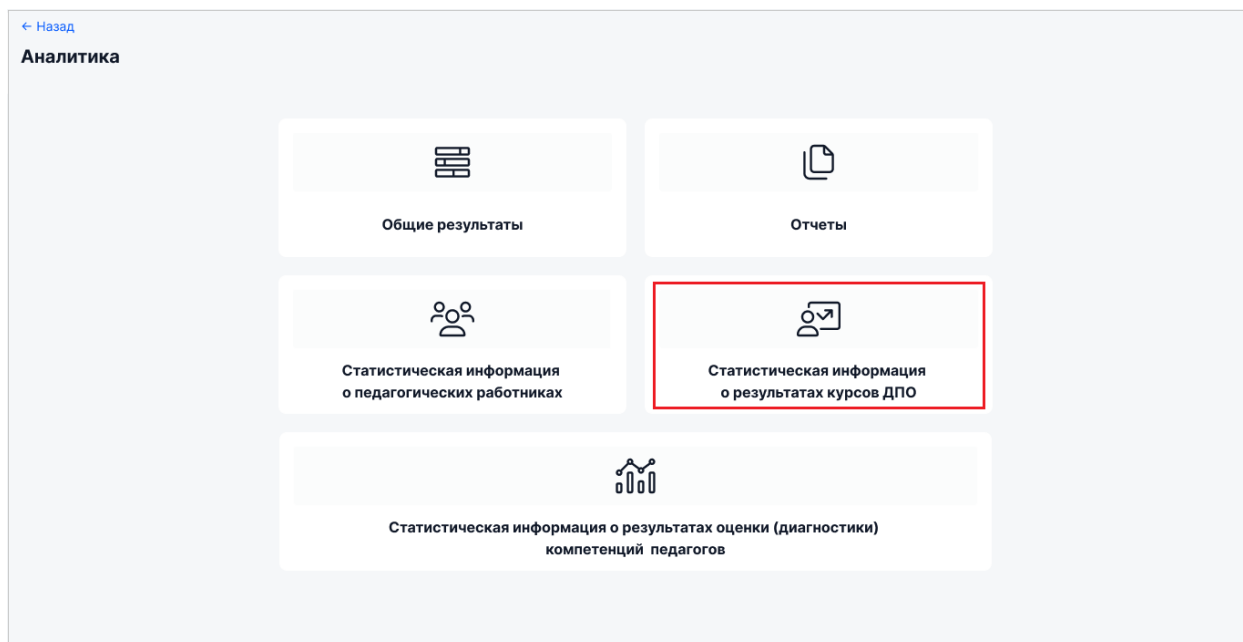 ← Назад
Аналитика
Общие результаты
Отчеты
Статистическая информация
о педагогических работниках
Статистическая информация
о результатах курсов ДПО
Статистическая информация о результатах оценки (диагностики)
компетенций педагогов